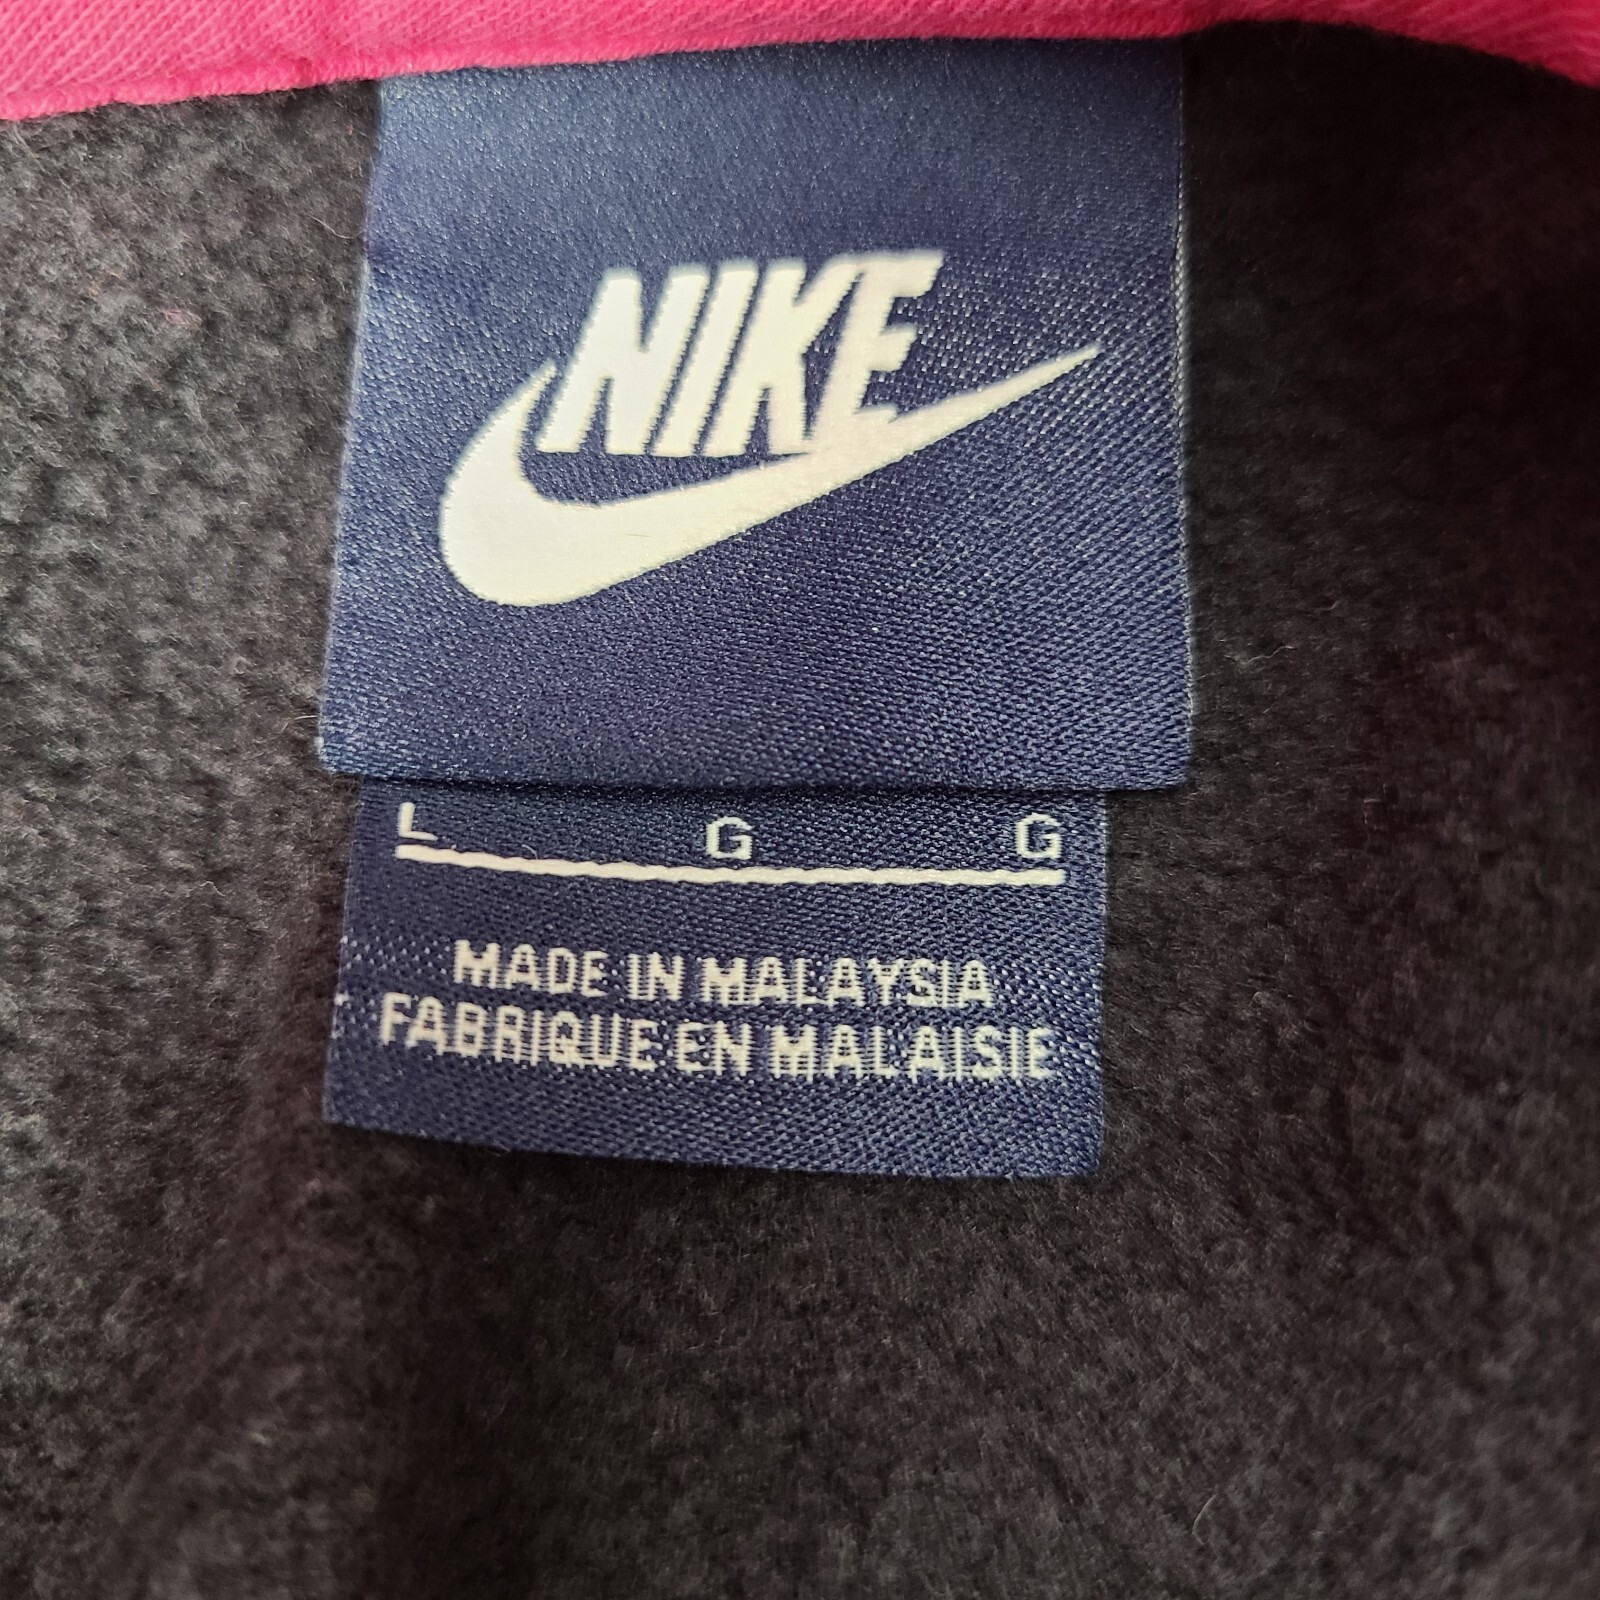 NIKE
L G G
MADE IN MALAYSIA
FABRIQUE EN MALAISIE